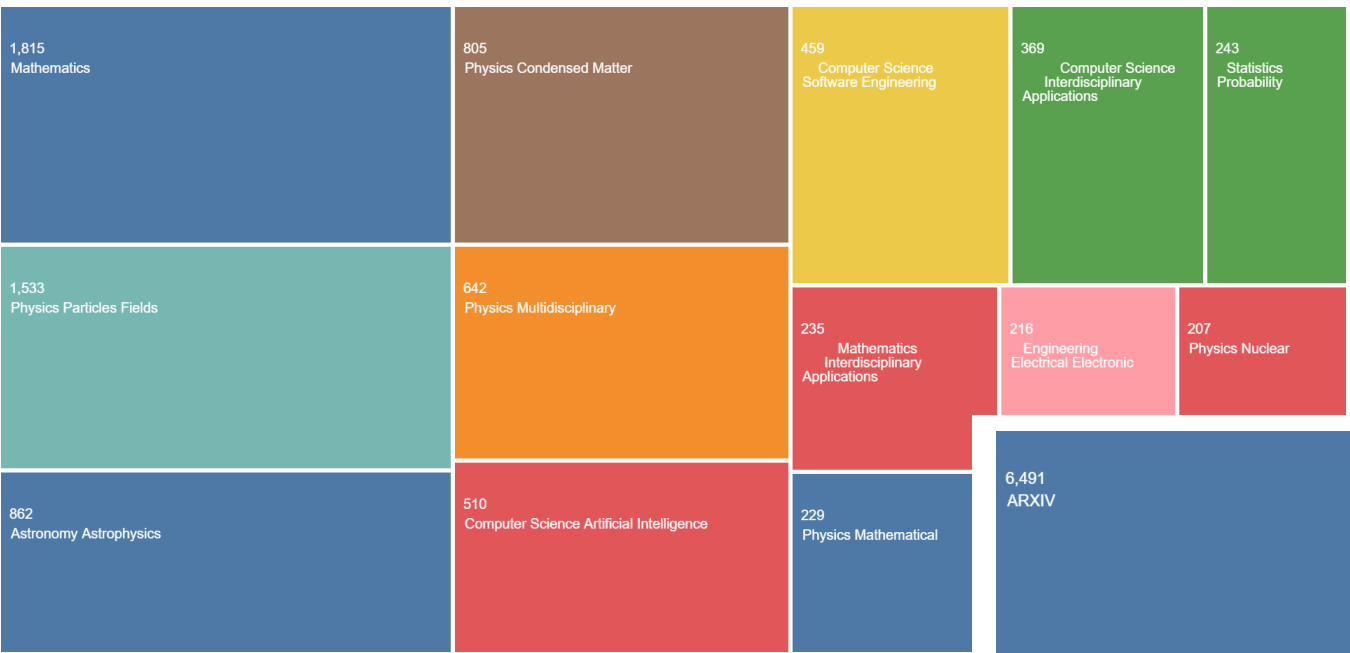 1,815
Mathematics
805
Physics Condensed Matter
459
Computer Science
Software Engineering
369
Computer Science
Interdisciplinary
Applications
243
Statistics
Probability
1,533
Physics Particles Fields
642
Physics Multidisciplinary
235
Mathematics
Interdisciplinary
Applications
216
Engineering
Electrical Electronic
207
Physics Nuclear
862
Astronomy Astrophysics
510
Computer Science Artificial Intelligence
229
Physics Mathematical
6,491
ARXIV